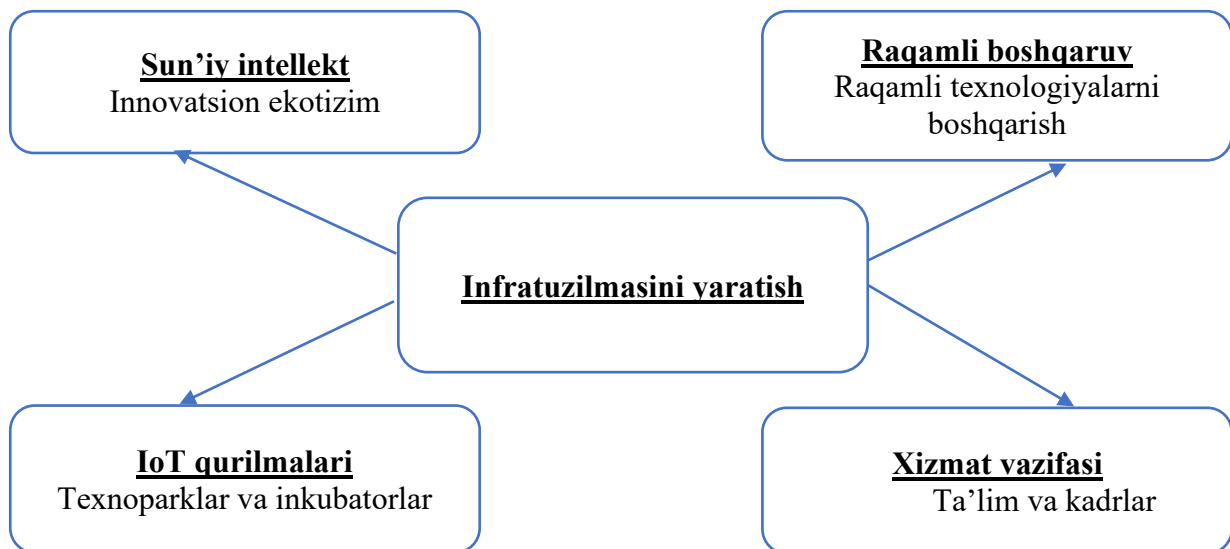 Sun’iy intellekt
Innovatsion ekotizim
Raqamli boshqaruv
Raqamli texnologiyalarni
boshqarish
Infratuzilmasini yaratish
IoT qurilmalari
Texnoparklar va inkubatorlar
Xizmat vazifasi
Ta’lim va kadrlar